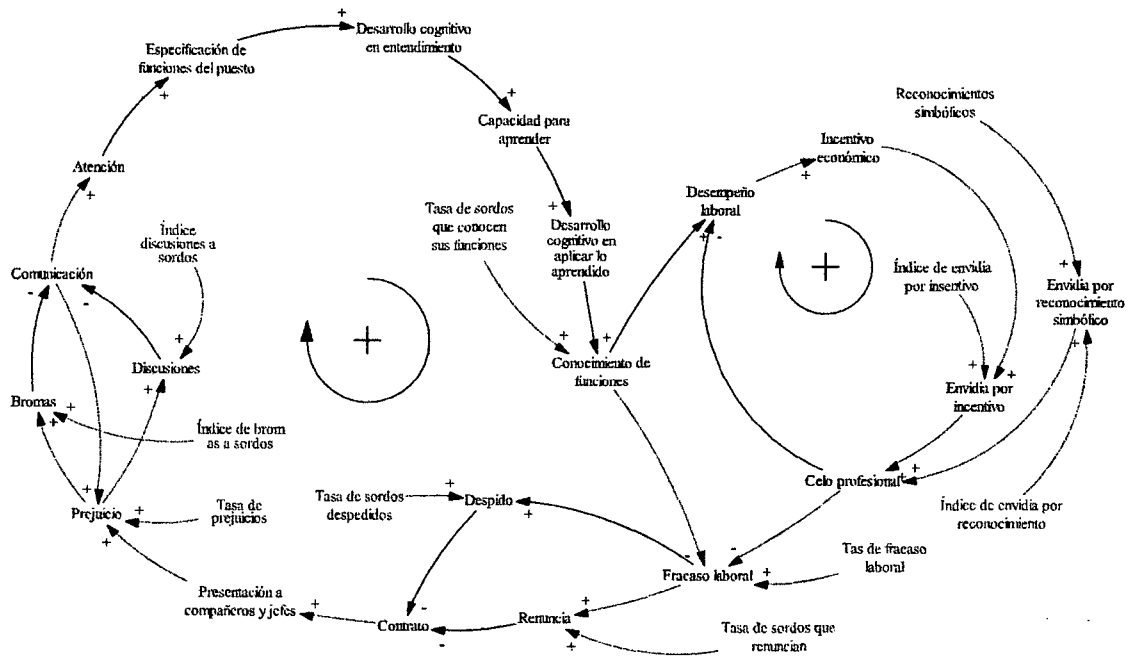 Desarrollo cognitivo
en entendimiento
Especificación de
funciones del puesto
Capacidad para
aprender
Atención
Reconocimientos
simbólicos
Incentivo
económico
Desempeño
laboral
Tasa de sordos
que conocen
sus funciones
Desarrollo
cognitivo en
aplicar lo
aprendido
Índice
discusiones a
sordos
Comunicación
Índice de envidia
por incentivo
Envidia por
reconocimiento
simbólico
Discusiones
Conocimiento de
funciones
Bromas
Envidia por
incentivo
Índice de brom
as a sordos
Celo profesional
Prejuicio
Tasa de
prejuicios
Tasa de sordos
despedidos
Despido
Índice de envidia por
reconocimiento
Tas de fracaso
laboral
Fracaso laboral
Presentación a
compañeros y jefes
Contrato
Renuncia
Tasa de sordos que
renuncian